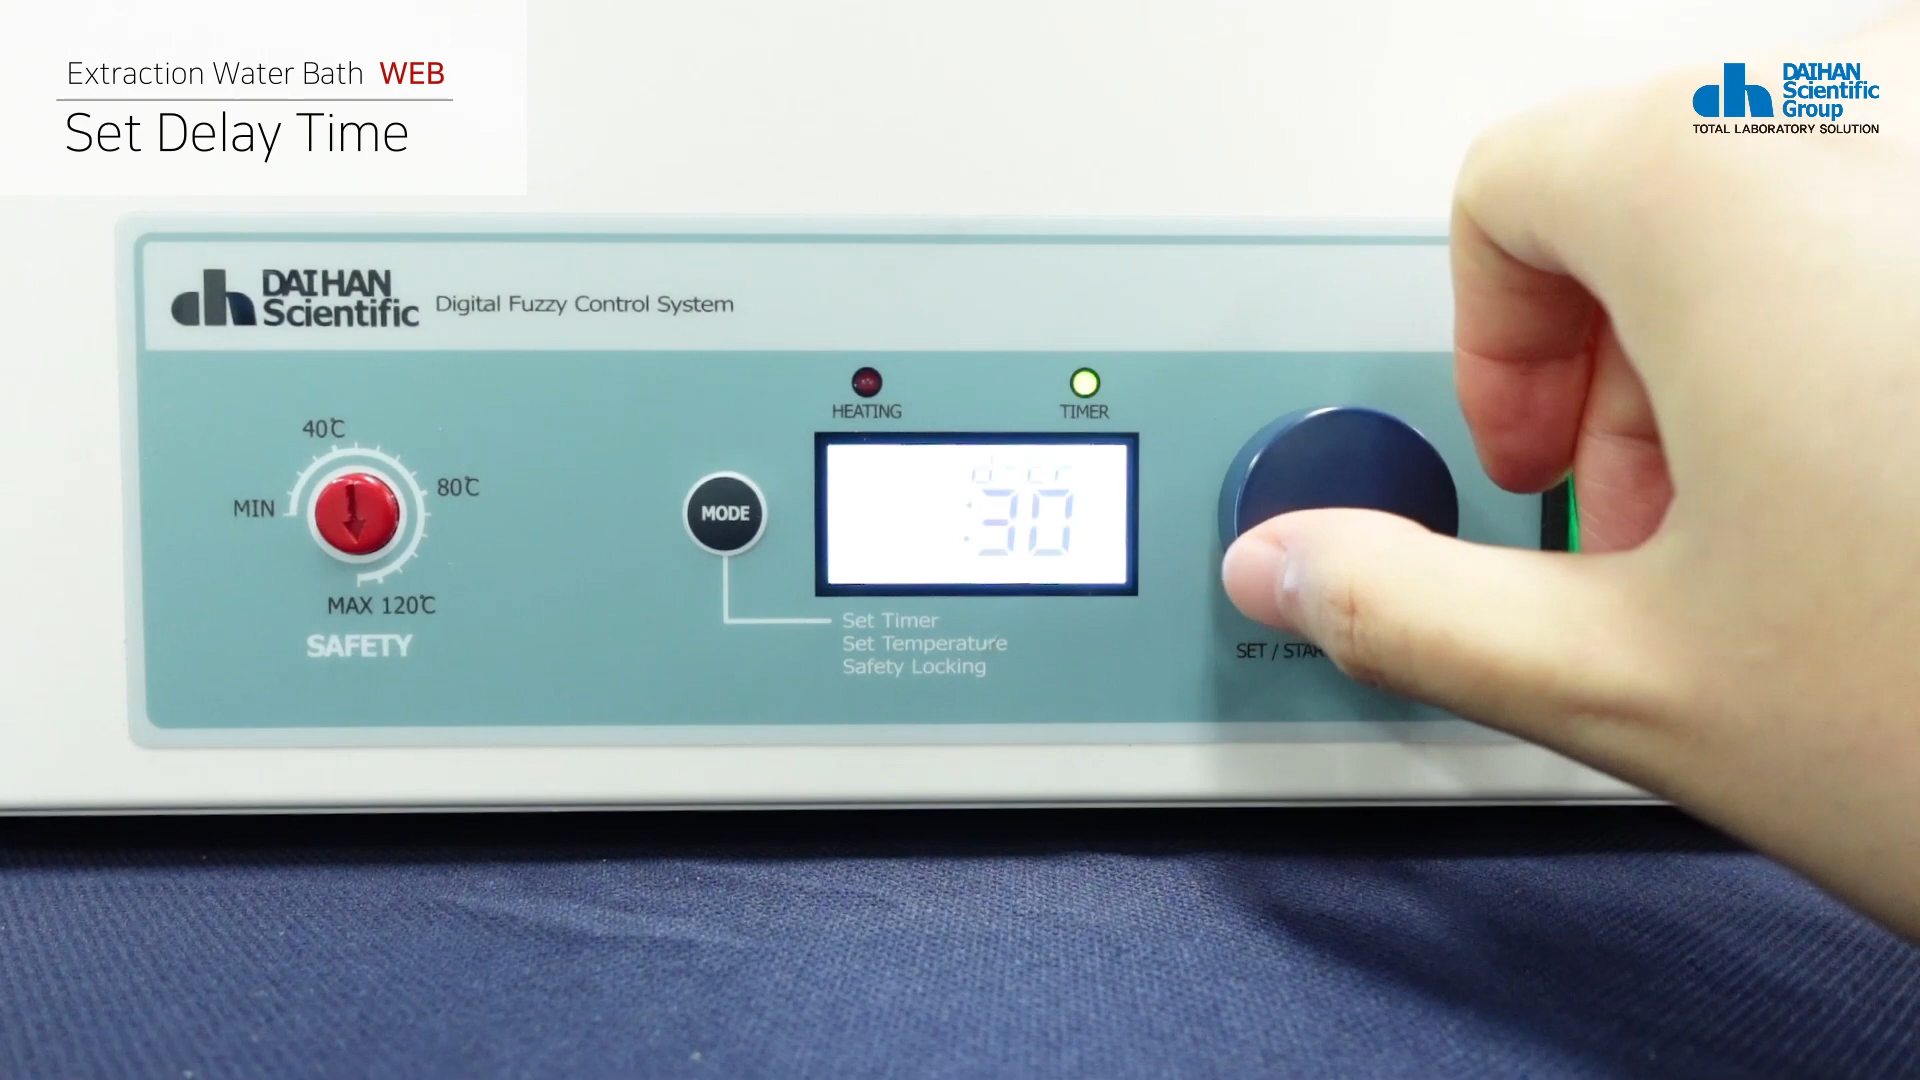 Extraction Water Bath WEB
Set Delay Time
DAIHAN
Scientific
Group
TOTAL LABORATORY SOLUTION
DAIHAN
Scientific
Digital Fuzzy Control System
HEATING
TIMER
40℃
80℃
MIN
MAX 120℃
SAFETY
MODE
:30
Set Timer
Set Temperature
Safety Locking
SET /